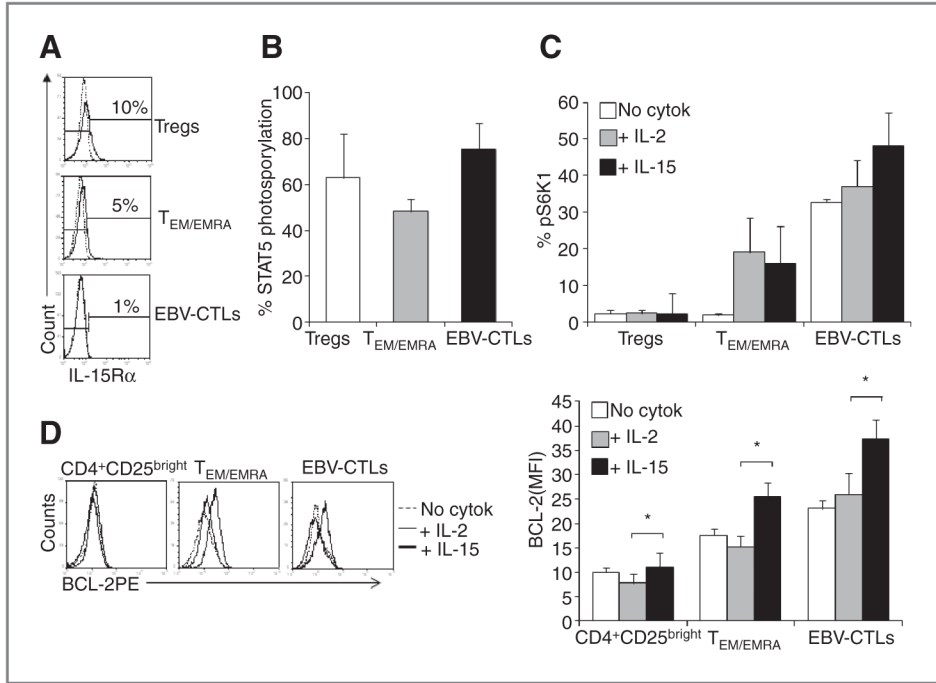 A
10%
Tregs
5%
TEM/EMRA
1%
EBV-CTLs
Count
IL-15Rα
B
% STAT5 photosporylation
100
80
60
40
20
0
Tregs TEM/EMRA EBV-CTLs
C
% pS6K1
60
50
40
30
20
10
0
No cytok
+ IL-2
+ IL-15
Tregs TEM/EMRA EBV-CTLs
D
CD4+CD25bright TEM/EMRA EBV-CTLs
Counts
BCL-2PE
No cytok
+ IL-2
+ IL-15
BCL-2(MFI)
45
40
35
30
25
20
15
10
5
0
No cytok
+ IL-2
+ IL-15
*
*
*
CD4+CD25bright TEM/EMRA EBV-CTLs